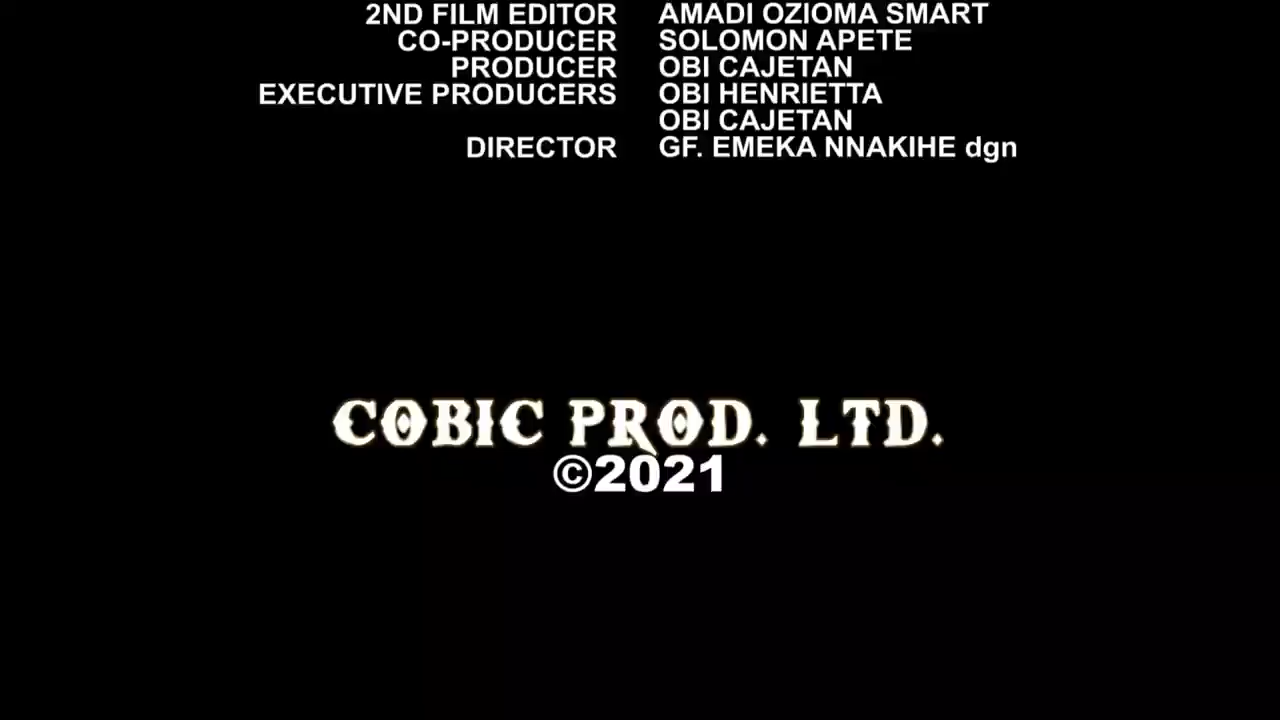 2ND FILM EDITOR AMADI OZIOMA SMART
CO-PRODUCER SOLOMON APETE
PRODUCER OBI CAJETAN
EXECUTIVE PRODUCERS OBI HENRIETTA
OBI CAJETAN
DIRECTOR GF. EMEKA NNAKIHE dgn
COBIC PROD. LTD.
©2021